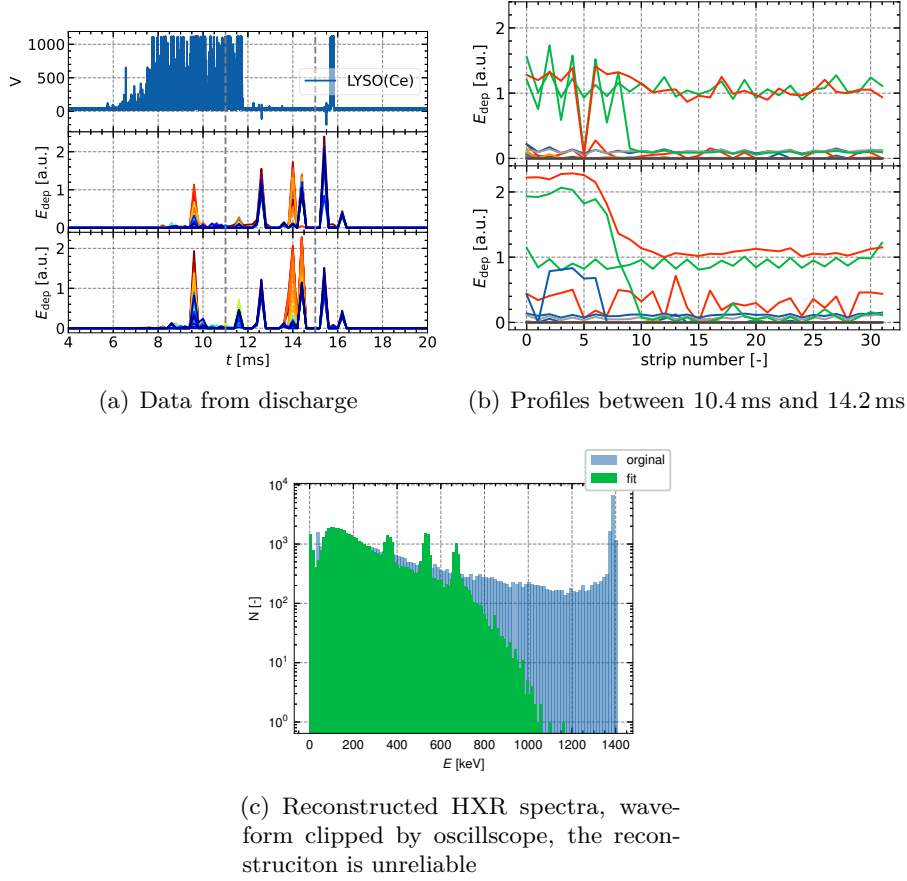 1000
500
0
V
LYSO(Ce)
2
1
0
E_dep [a.u.]
2
1
0
E_dep [a.u.]
4 6 8 10 12 14 16 18 20
t [ms]
(a) Data from discharge
2
1
0
E_dep [a.u.]
2
1
0
E_dep [a.u.]
0 5 10 15 20 25 30
strip number [-]
(b) Profiles between 10.4 ms and 14.2 ms
orginal
fit
10^4
10^3
10^2
10^1
10^0
N [-]
0 200 400 600 800 1000 1200 1400
E [keV]
(c) Reconstructed HXR spectra, wave-
form clipped by oscillscope, the recon-
struciton is unreliable